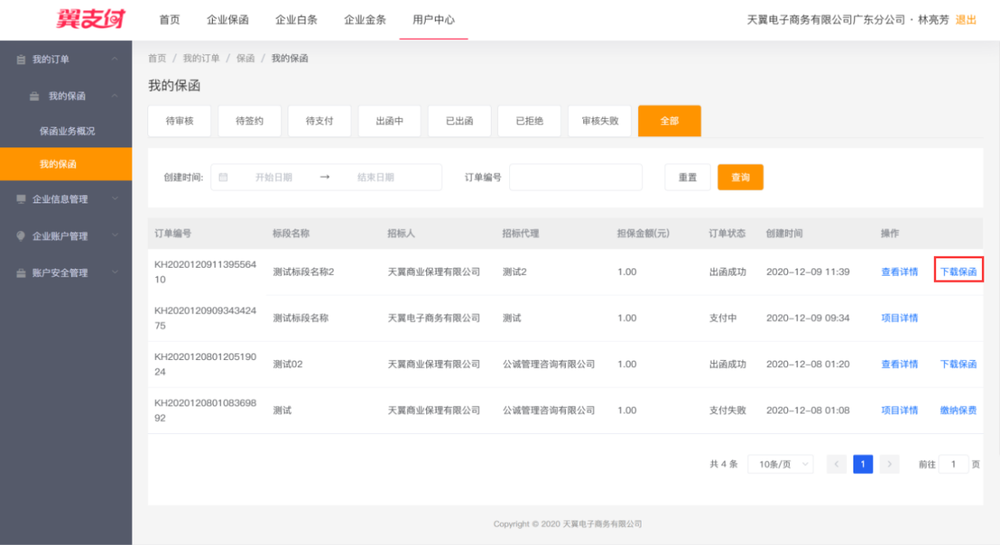 翼支付 首页 企业保函 企业白条 企业金条 用户中心 天翼电子商务有限公司广东分公司 · 林亮芳 退出
我的订单
我的保函
保函业务概况
我的保函
企业信息管理
企业账户管理
账户安全管理
首页 / 我的订单 / 保函 / 我的保函
我的保函
待审核 待签约 待支付 出函中 已出函 已拒绝 审核失败 全部
创建时间: 开始日期 → 结束日期 订单编号 重置 查询
订单编号 标段名称 招标人 招标代理 担保金额(元) 订单状态 创建时间 操作
KH2020120911395564
10 测试标段名称2 天翼商业保理有限公司 测试2 1.00 出函成功 2020-12-09 11:39 查看详情 下载保函
KH2020120909343424
75 测试标段名称 天翼电子商务有限公司 测试 1.00 支付中 2020-12-09 09:34 项目详情
KH2020120801205190
24 测试02 天翼商业保理有限公司 公诚管理咨询有限公司 1.00 出函成功 2020-12-08 01:20 查看详情 下载保函
KH2020120801083698
92 测试 天翼商业保理有限公司 公诚管理咨询有限公司 1.00 支付失败 2020-12-08 01:08 项目详情 缴纳保费
共 4 条 10条/页 < 1 > 前往 1 页
Copyright © 2020 天翼电子商务有限公司